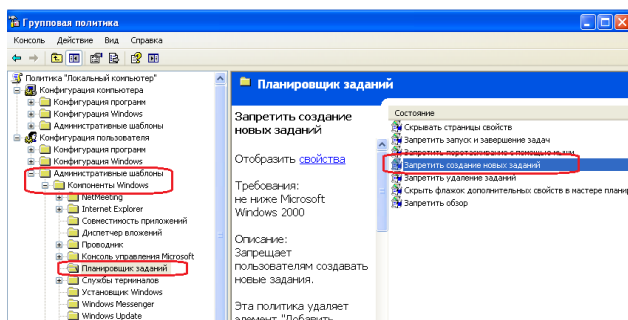 Групповая политика
Консоль Действие Вид Справка
Политика "Локальный компьютер"
Конфигурация компьютера
Конфигурация программ
Конфигурация Windows
Административные шаблоны
Конфигурация пользователя
Конфигурация программ
Конфигурация Windows
Административные шаблоны
Компоненты Windows
NetMeeting
Internet Explorer
Совместимость приложений
Диспетчер вложений
Проводник
Консоль управления Microsoft
Планировщик заданий
Службы терминалов
Установщик Windows
Windows Messenger
Windows Update
Планировщик заданий
Запретить создание
новых заданий
Отобразить свойства
Требования:
не ниже Microsoft
Windows 2000
Описание:
Запрещает
пользователям создавать
новые задания.
Эта политика удаляет
элемент "Добавить
Состояние
Скрывать страницы свойств
Запретить запуск и завершение задач
Запретить перетаскивание с помощью мыши
Запретить создание новых заданий
Запретить удаление заданий
Скрыть флажок дополнительных свойств в мастере
Запретить обзор